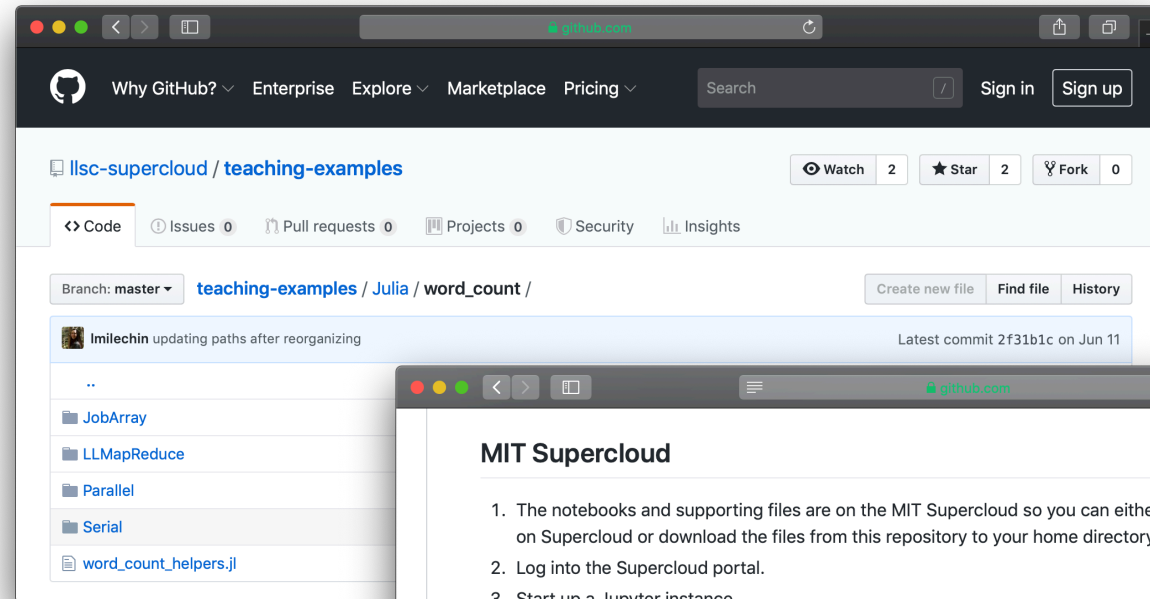 github.com
Why GitHub? Enterprise Explore Marketplace Pricing Search / Sign in Sign up
llsc-supercloud / teaching-examples Watch 2 Star 2 Fork 0
<> Code Issues 0 Pull requests 0 Projects 0 Security Insights
Branch: master teaching-examples / Julia / word_count / Create new file Find file History
lmilechin updating paths after reorganizing Latest commit 2f31b1c on Jun 11
..
github.com
JobArray
LLMapReduce
Parallel
Serial
word_count_helpers.jl
MIT Supercloud
1. The notebooks and supporting files are on the MIT Supercloud so you can eithe
on Supercloud or download the files from this repository to your home directory
2. Log into the Supercloud portal.
3. Start up a Jupyter instance